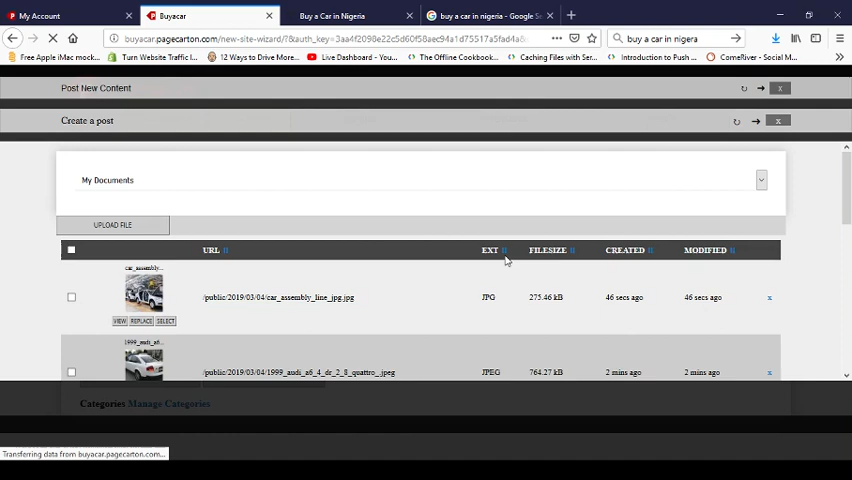 My Account
Buyacar
Buy a Car in Nigeria
buy a car in nigeria - Google Se
buyacar.pagecarton.com/new-site-wizard/?&auth_key=3aa4f2098e22c5d60f58aec94a1d75517a5fad4a8
buy a car in nigera
Free Apple iMac mock...
Turn Website Traffic I...
12 Ways to Drive More...
Live Dashboard - You...
The Offline Cookbook...
Caching Files with Ser...
Introduction to Push ...
ComeRiver - Social M...
Post New Content
x
Create a post
x
My Documents
UPLOAD FILE
URL EXT FILESIZE CREATED MODIFIED
car_assembly...
/public/2019/03/04/car_assembly_line_jpg.jpg JPG 275.46 kB 46 secs ago 46 secs ago x
VIEW REPLACE SELECT
1999_audi_a6...
/public/2019/03/04/1999_audi_a6_4_dr_2_8_quattro_.jpeg JPEG 764.27 kB 2 mins ago 2 mins ago x
Categories Manage Categories
Transferring data from buyacar.pagecarton.com...